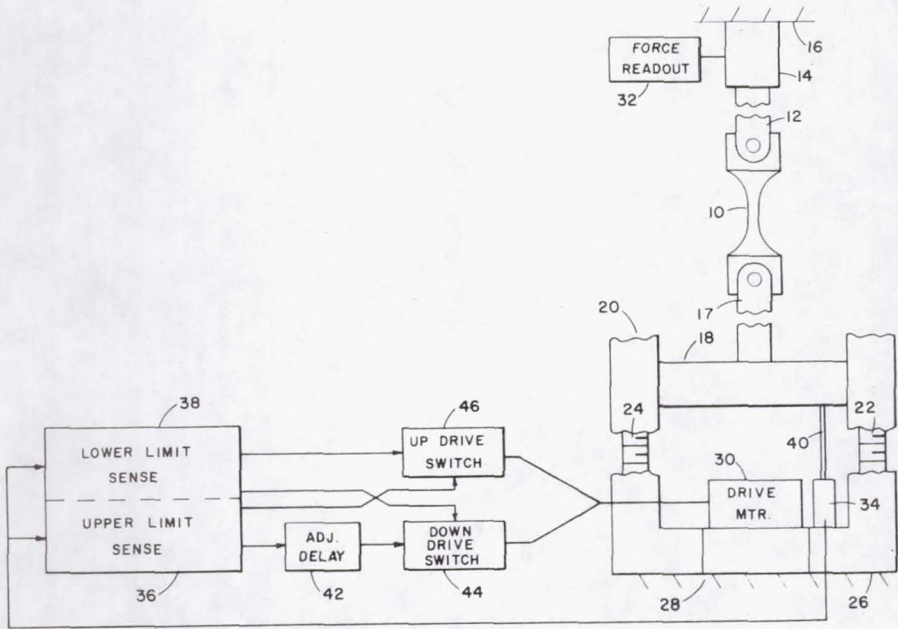 16
FORCE
READOUT
14
32
12
10
17
20
18
38
46
24
22
40
LOWER LIMIT
SENSE
UP DRIVE
SWITCH
30
DRIVE
MTR.
34
UPPER LIMIT
SENSE
ADJ.
DELAY
DOWN
DRIVE
SWITCH
36
42
44
28
26